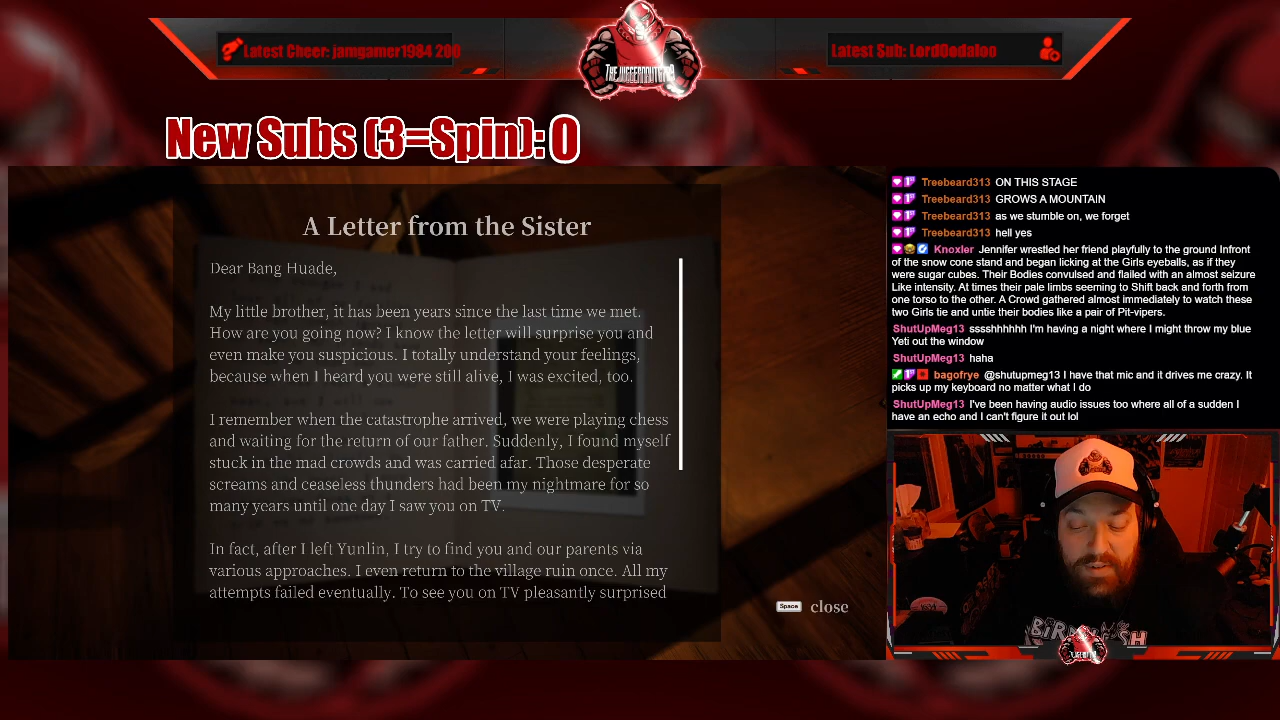 Latest Cheer: jamgamer1984 200
Latest Sub: LordOodaloo
New Subs (3=Spin): 0
A Letter from the Sister
Dear Bang Huade,
My little brother, it has been years since the last time we met.
How are you going now? I know the letter will surprise you and
even make you suspicious. I totally understand your feelings,
because when I heard you were still alive, I was excited, too.
I remember when the catastrophe arrived, we were playing chess
and waiting for the return of our father. Suddenly, I found myself
stuck in the mad crowds and was carried afar. Those desperate
screams and ceaseless thunders had been my nightmare for so
many years until one day I saw you on TV.
In fact, after I left Yunlin, I try to find you and our parents via
various approaches. I even return to the village ruin once. All my
attempts failed eventually. To see you on TV pleasantly surprised
Space close
Treebeard313 ON THIS STAGE
Treebeard313 GROWS A MOUNTAIN
Treebeard313 as we stumble on, we forget
Treebeard313 hell yes
Knoxler Jennifer wrestled her friend playfully to the ground Infront
of the snow cone stand and began licking at the Girls eyeballs, as if they
were sugar cubes. Their Bodies convulsed and flailed with an almost seizure
Like intensity. At times their pale limbs seeming to Shift back and forth from
one torso to the other. A Crowd gathered almost immediately to watch these
two Girls tie and untie their bodies like a pair of Pit-vipers.
ShutUpMeg13 sssshhhhhh I'm having a night where I might throw my blue
Yeti out the window
ShutUpMeg13 haha
bagofrye @shutupmeg13 I have that mic and it drives me crazy. It
picks up my keyboard no matter what I do
ShutUpMeg13 I've been having audio issues too where all of a sudden I
have an echo and I can't figure it out lol